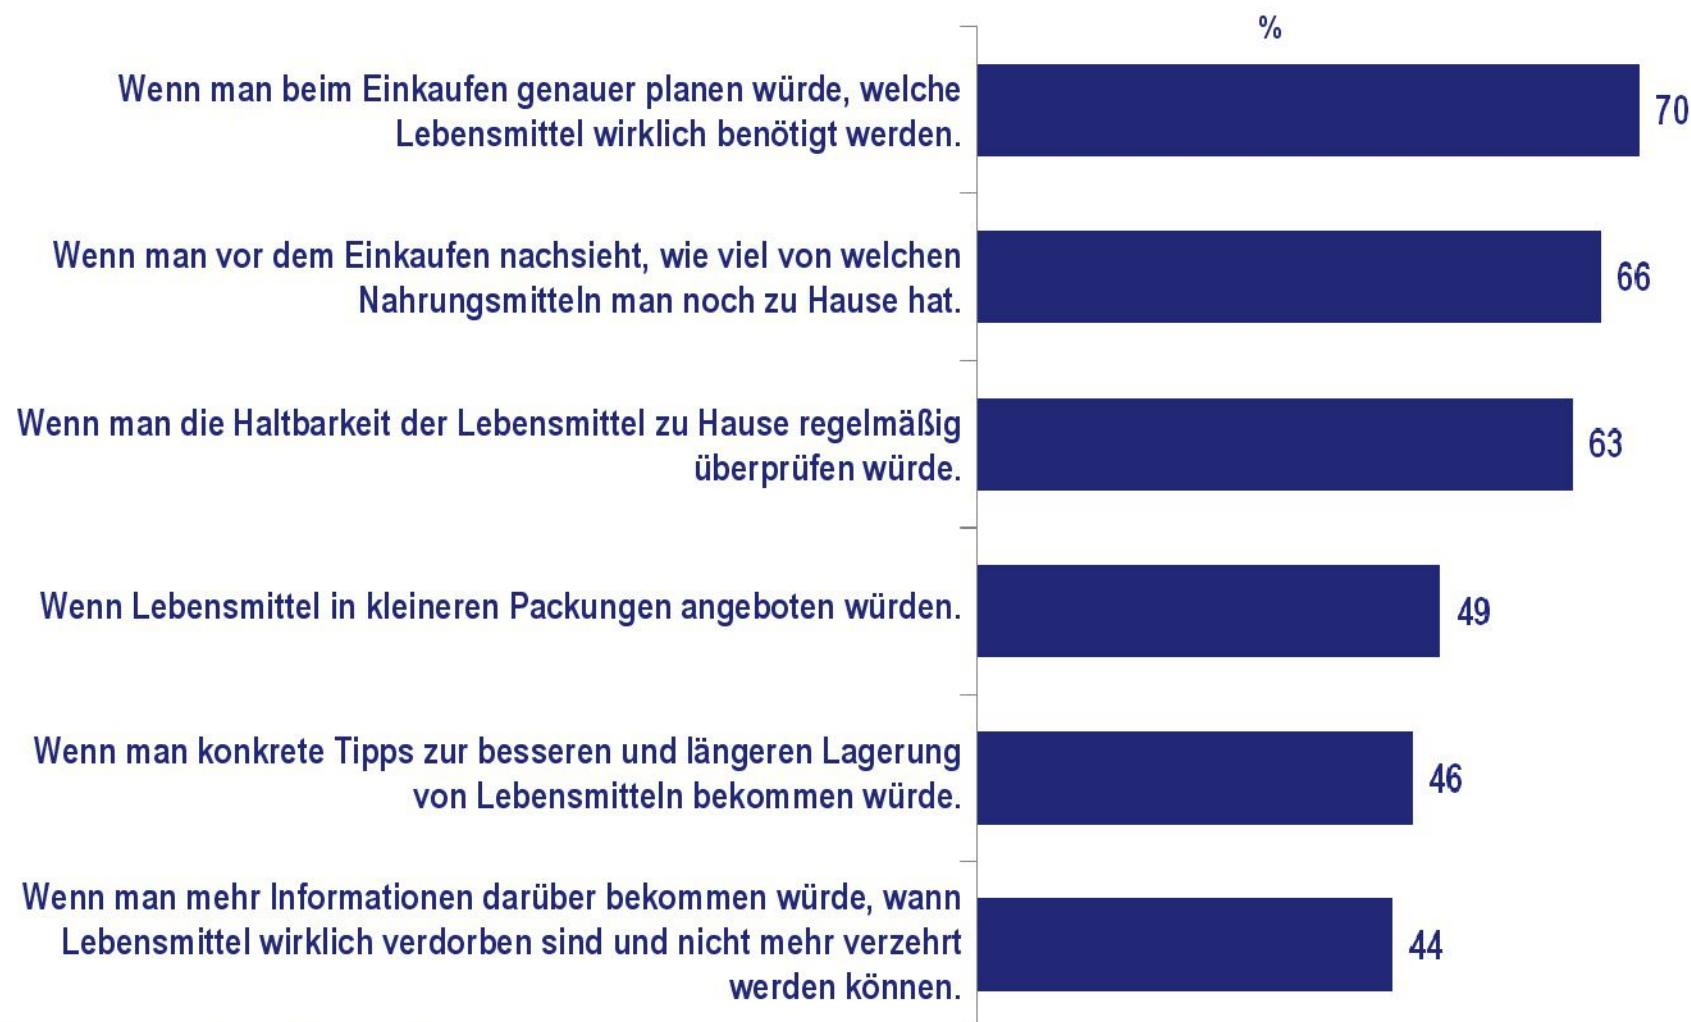 %
Wenn man beim Einkaufen genauer planen würde, welche
Lebensmittel wirklich benötigt werden.
70
Wenn man vor dem Einkaufen nachsieht, wie viel von welchen
Nahrungsmitteln man noch zu Hause hat.
66
Wenn man die Haltbarkeit der Lebensmittel zu Hause regelmäßig
überprüfen würde.
63
Wenn Lebensmittel in kleineren Packungen angeboten würden.
49
Wenn man konkrete Tipps zur besseren und längeren Lagerung
von Lebensmitteln bekommen würde.
46
Wenn man mehr Informationen darüber bekommen würde, wann
Lebensmittel wirklich verdorben sind und nicht mehr verzehrt
werden können.
44